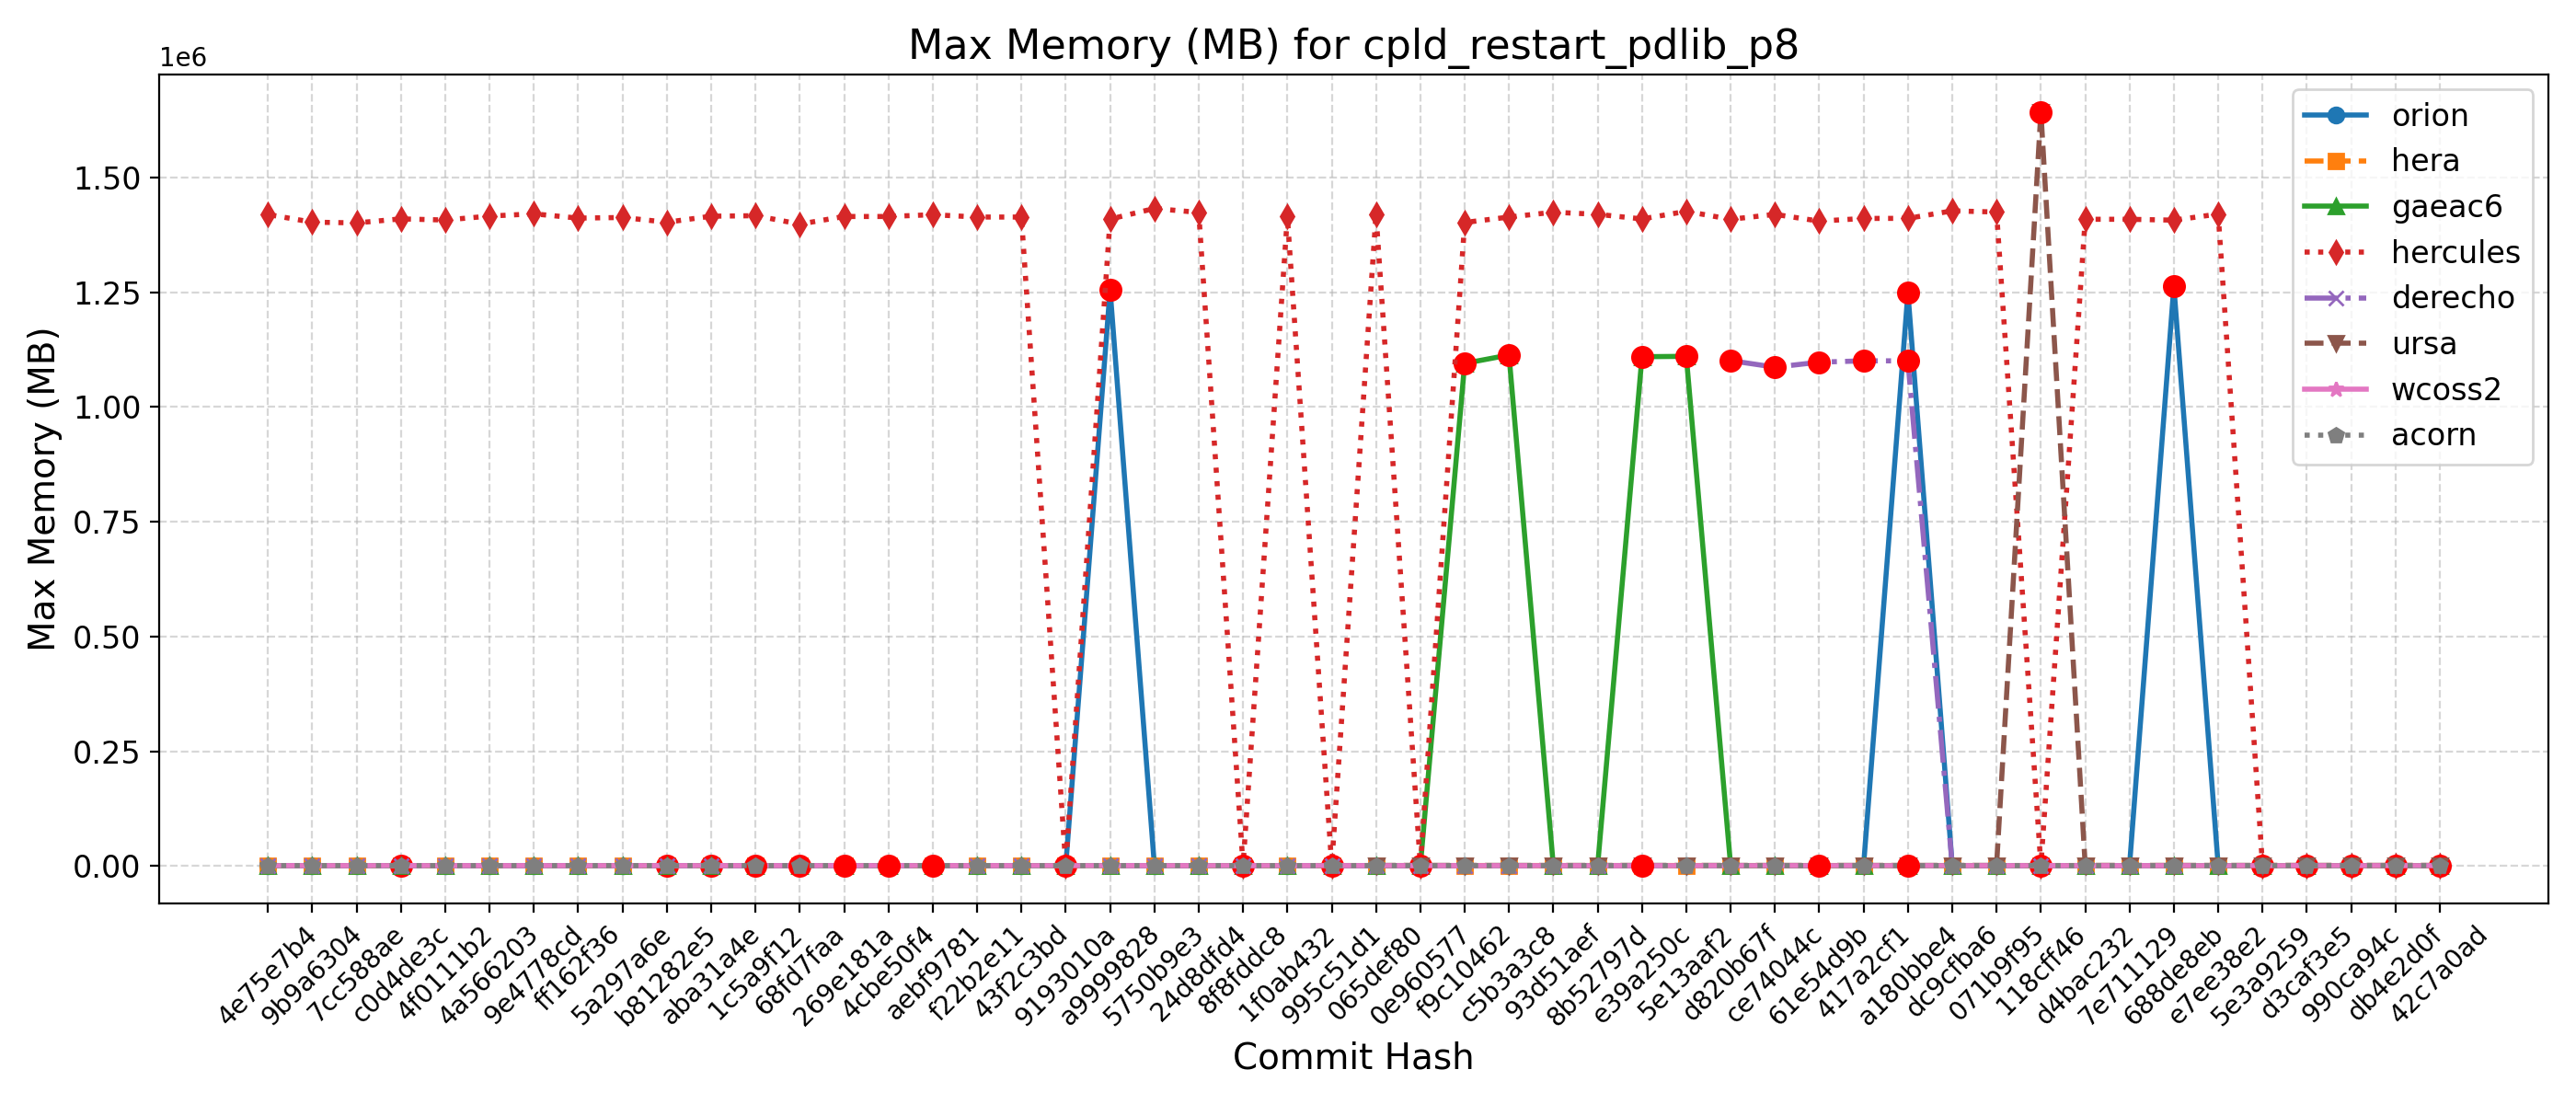 Max Memory (MB) for cpld_restart_pdlib_p8
1e6
1.50
1.25
1.00
0.75
0.50
0.25
0.00
Max Memory (MB)
orion
hera
gaeac6
hercules
derecho
ursa
wcoss2
acorn
4e75e7b4
9b9a6304
7cc588ae
c0d4de3c
4f0111b2
4a566203
9e4778cd
ff162f36
5a297a6e
b81282e5
aba31a4e
1c5a9f12
68fd7faa
269e181a
4cbe50f4
aebf9781
f22b2e11
43f2c3bd
9193010a
a9999828
5750b9e3
24d8dfd4
8f8fddc8
1f0ab432
995c51d1
065def80
0e960577
f9c10462
c5b3a3c8
93d51aef
8b52797d
e39a250c
5e13aaf2
d820b67f
ce74044c
61e54d9b
417a2cf1
a180bbe4
dc9cfba6
071b9f95
118cff46
d4bac232
7e711129
688de8eb
e7ee38e2
5e3a9259
d3caf3e5
990ca94c
db4e2d0f
42c7a0ad
Commit Hash